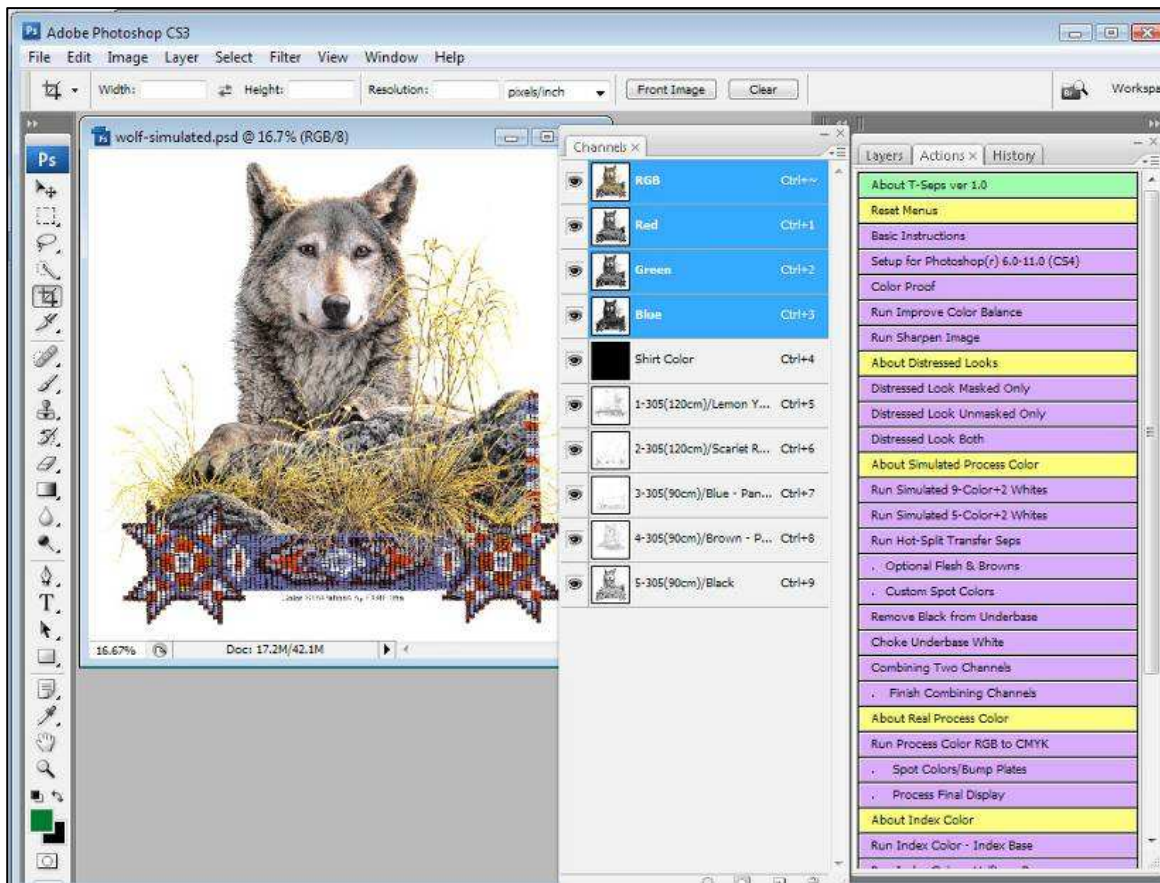 Ps Adobe Photoshop CS3
File Edit Image Layer Select Filter View Window Help
Width: Height: Resolution: pixels/inch Front Image Clear Workspa
Ps
Ps wolf-simulated.psd @ 16.7% (RGB/8)
16.67% Doc: 17.2M/42.1M
T
Channels ×
RGB Ctrl+~
Red Ctrl+1
Green Ctrl+2
Blue Ctrl+3
Shirt Color Ctrl+4
1-305(120cm)/Lemon Y... Ctrl+5
2-305(120cm)/Scarlet R... Ctrl+6
3-305(90cm)/Blue - Pan... Ctrl+7
4-305(90cm)/Brown - P... Ctrl+8
5-305(90cm)/Black Ctrl+9
Layers Actions × History
About T-Seps ver 1.0
Reset Menus
Basic Instructions
Setup for Photoshop(r) 6.0-11.0 (CS4)
Color Proof
Run Improve Color Balance
Run Sharpen Image
About Distressed Looks
Distressed Look Masked Only
Distressed Look Unmasked Only
Distressed Look Both
About Simulated Process Color
Run Simulated 9-Color+2 Whites
Run Simulated 5-Color+2 Whites
Run Hot-Split Transfer Seps
. Optional Flesh & Browns
. Custom Spot Colors
Remove Black from Underbase
Choke Underbase White
Combining Two Channels
. Finish Combining Channels
About Real Process Color
Run Process Color RGB to CMYK
. Spot Colors/Bump Plates
. Process Final Display
About Index Color
Run Index Color - Index Base